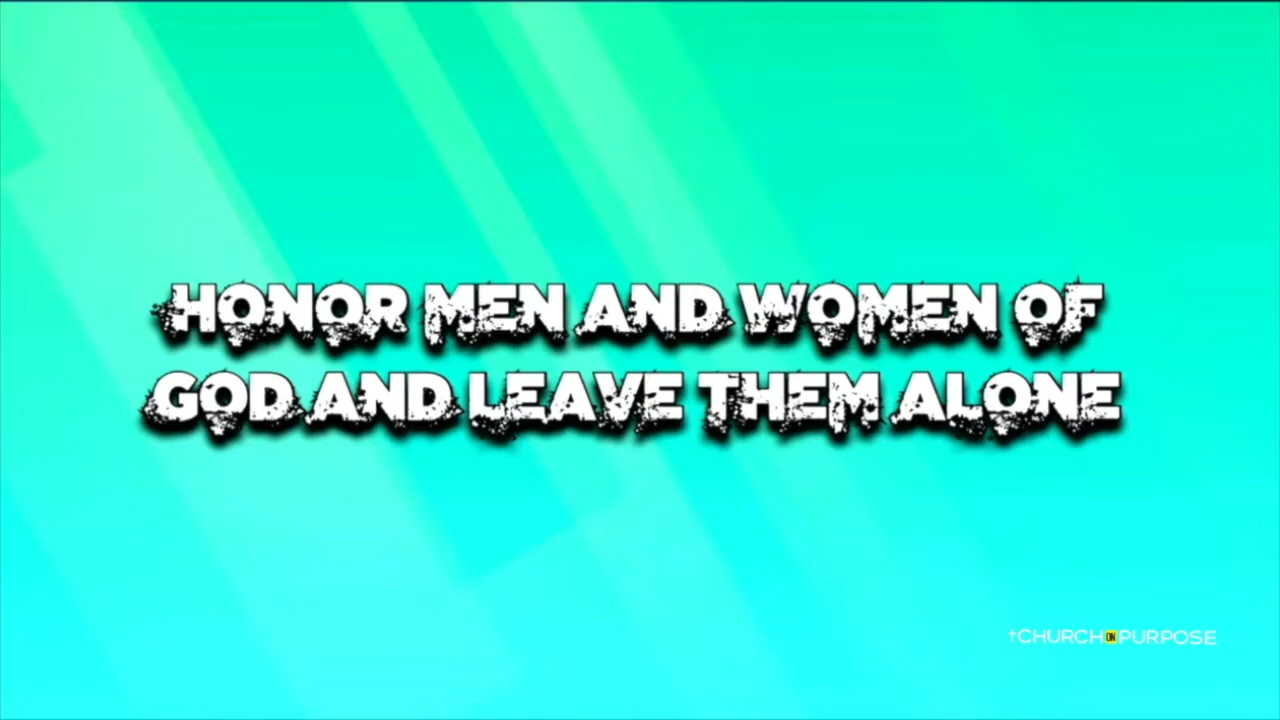 HONOR MEN AND WOMEN OF
GOD AND LEAVE THEM ALONE
†CHURCH ON PURPOSE